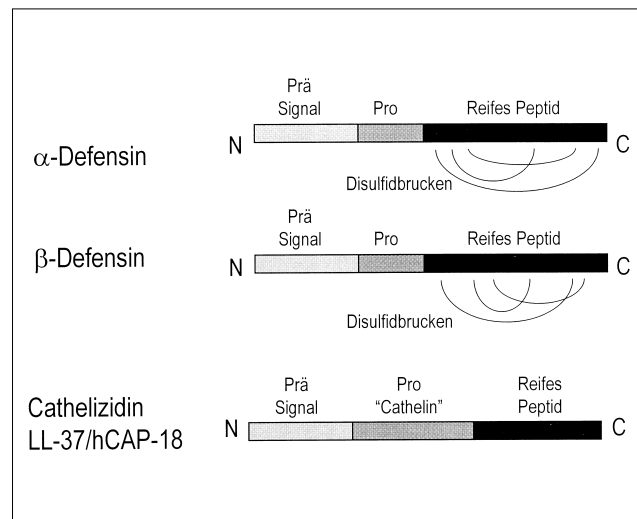 Prä
Signal Pro Reifes Peptid
N C
α-Defensin
Disulfidbrucken
Prä
Signal Pro Reifes Peptid
β-Defensin
N C
Disulfidbrucken
Prä Pro Reifes
Signal “Cathelin” Peptid
Cathelizidin
LL-37/hCAP-18
N C